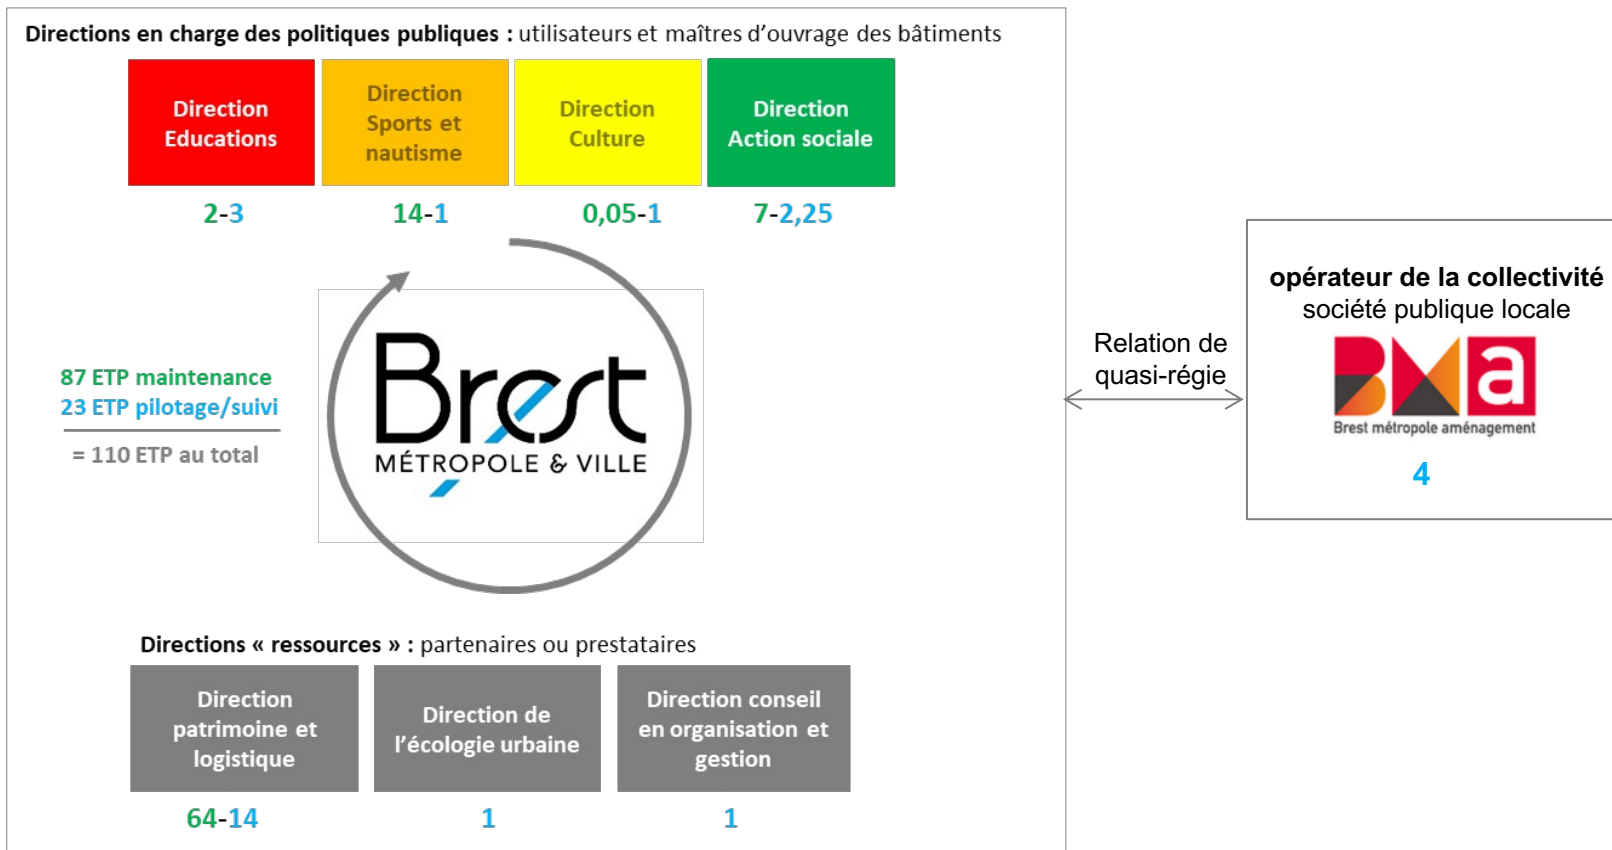 Directions en charge des politiques publiques : utilisateurs et maîtres d'ouvrage des bâtiments
Direction
Educations
Direction
Sports et
nautisme
Direction
Culture
Direction
Action sociale
2-3
14-1
0,05-1
7-2,25
87 ETP maintenance
23 ETP pilotage/suivi
= 110 ETP au total
Brest
MÉTROPOLE & VILLE
Relation de
quasi-régie
opérateur de la collectivité
société publique locale
BMa
Brest métropole aménagement
4
Directions « ressources » : partenaires ou prestataires
Direction
patrimoine et
logistique
Direction de
l'écologie urbaine
Direction conseil
en organisation et
gestion
64-14
1
1